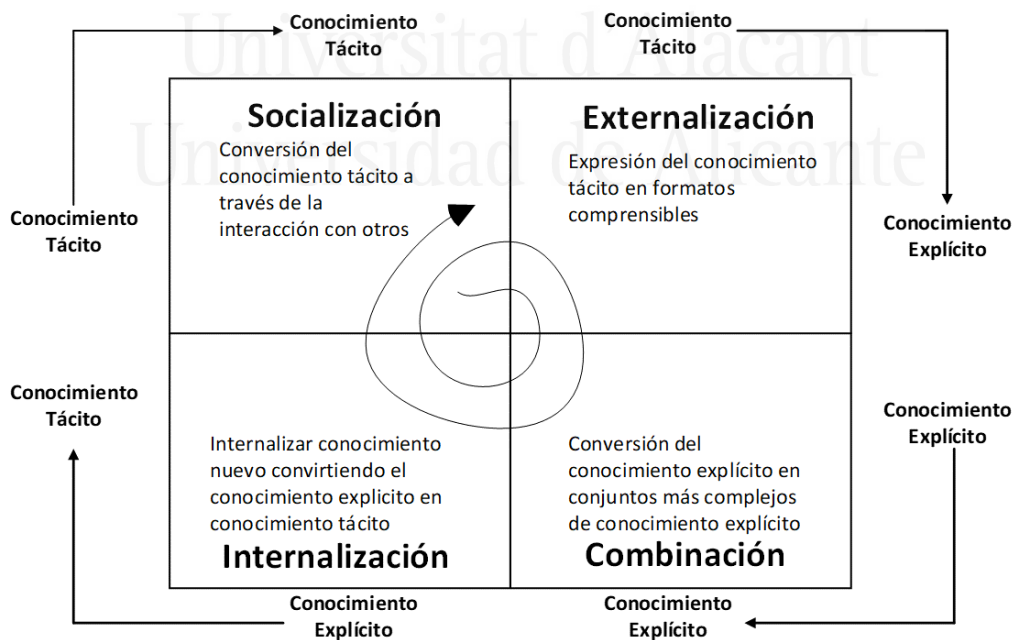 Universitat d'Alacant
Universidad de Alicante
Conocimiento
Tácito
Conocimiento
Tácito
Socialización
Conversión del
conocimiento tácito a
través de la
interacción con otros
Externalización
Expresión del conocimiento
tácito en formatos
comprensibles
Conocimiento
Tácito
Conocimiento
Explícito
Conocimiento
Tácito
Conocimiento
Explícito
Internalizar conocimiento
nuevo convirtiendo el
conocimiento explicito en
conocimiento tácito
Internalización
Conversión del
conocimiento explícito en
conjuntos más complejos
de conocimiento explícito
Combinación
Conocimiento
Explícito
Conocimiento
Explícito